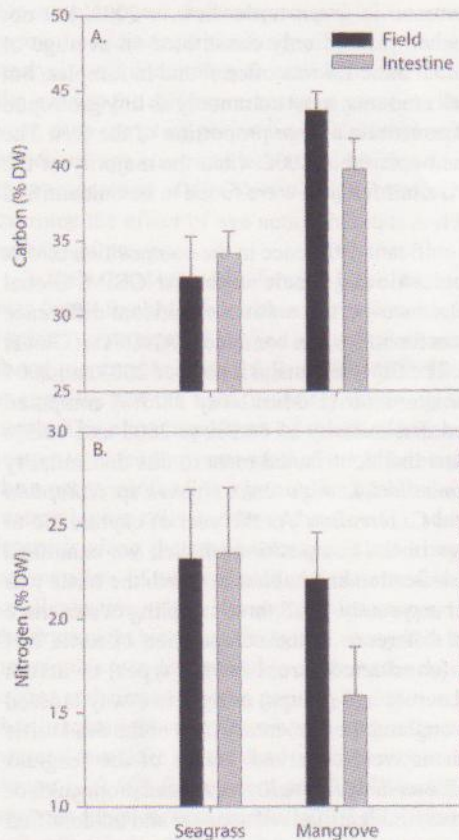 A.
Field
Intestine
Carbon (% DW)
50
45
40
35
30
25
B.
Nitrogen (% DW)
3.0
2.5
2.0
1.5
1.0
Seagrass
Mangrove